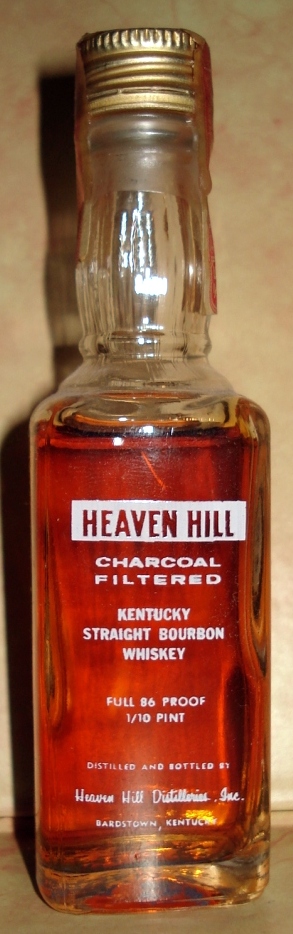 HEAVEN HILL
CHARCOAL
FILTERED
KENTUCKY
STRAIGHT BOURBON
WHISKEY
FULL 86 PROOF
1/10 PINT
DISTILLED AND BOTTLED BY
Heaven Hill Distilleries, Inc.
BARDSTOWN, KENTUCKY